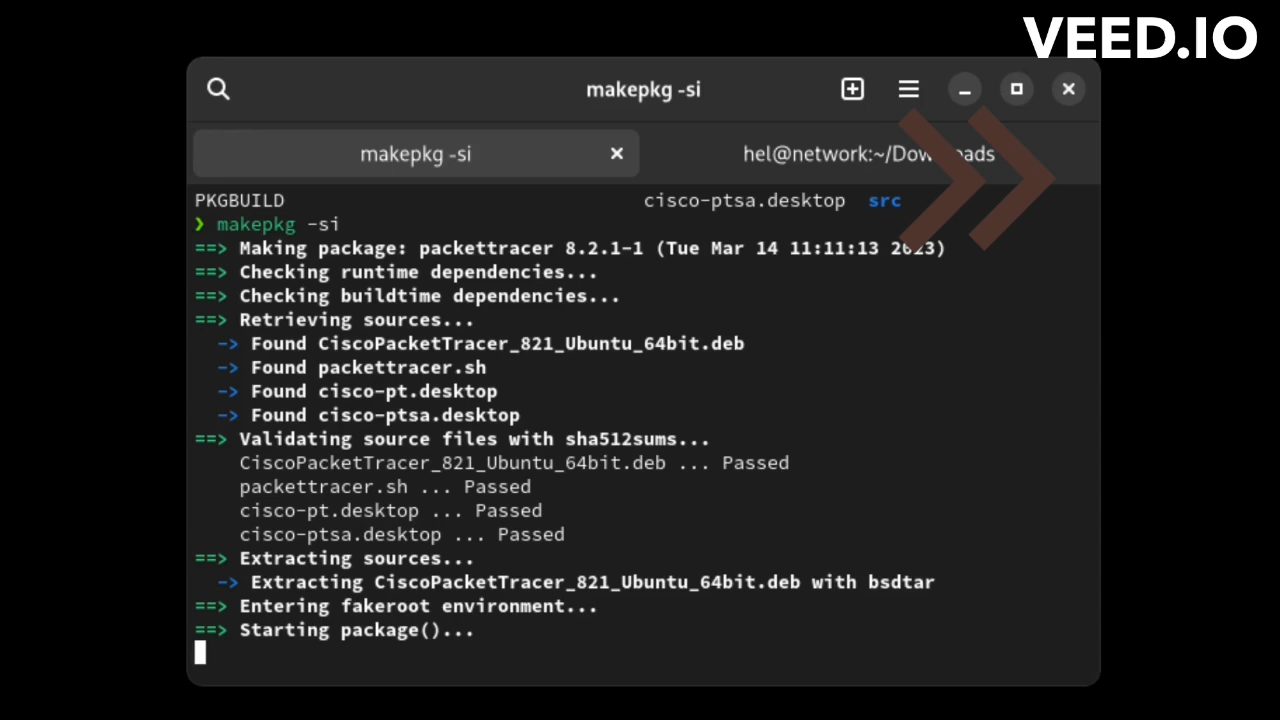 VEED.IO
makepkg -si
makepkg -si
hel@network:~/Downloads
PKGBUILD cisco-ptsa.desktop src
❯ makepkg -si
==> Making package: packettracer 8.2.1-1 (Tue Mar 14 11:11:13 2023)
==> Checking runtime dependencies...
==> Checking buildtime dependencies...
==> Retrieving sources...
-> Found CiscoPacketTracer_821_Ubuntu_64bit.deb
-> Found packettracer.sh
-> Found cisco-pt.desktop
-> Found cisco-ptsa.desktop
==> Validating source files with sha512sums...
CiscoPacketTracer_821_Ubuntu_64bit.deb ... Passed
packettracer.sh ... Passed
cisco-pt.desktop ... Passed
cisco-ptsa.desktop ... Passed
==> Extracting sources...
-> Extracting CiscoPacketTracer_821_Ubuntu_64bit.deb with bsdtar
==> Entering fakeroot environment...
==> Starting package()...